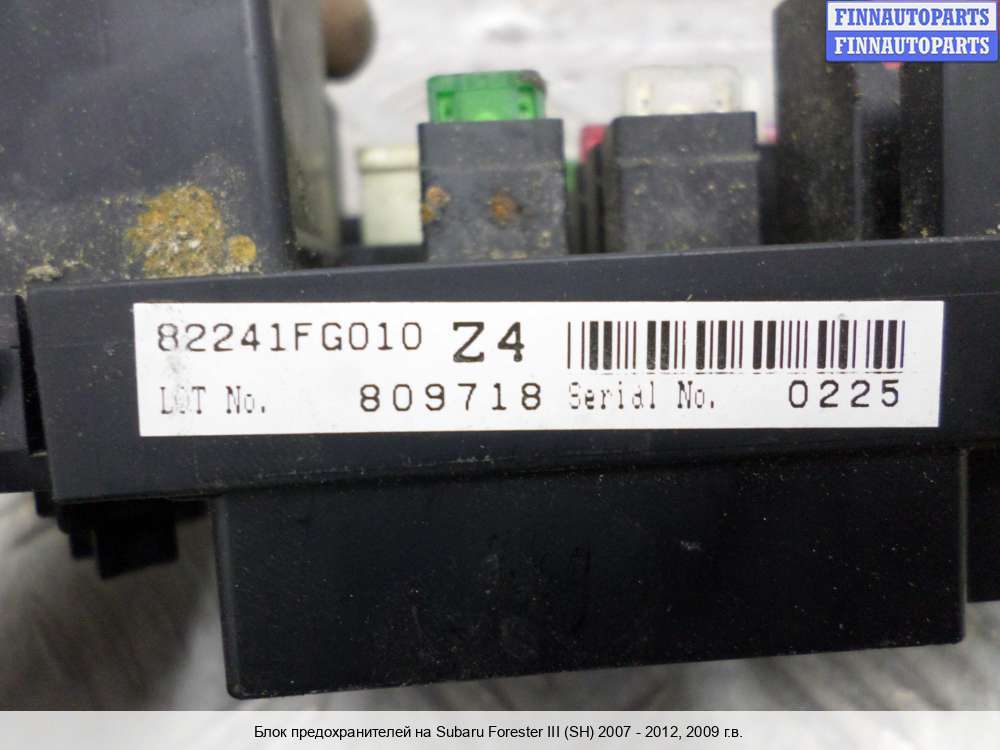 FINNAUTOPARTS
FINNAUTOPARTS
82241FG010 Z4
LOT No. 809718 Serial No. 0225
Блок предохранителей на Subaru Forester III (SH) 2007 - 2012, 2009 г.в.